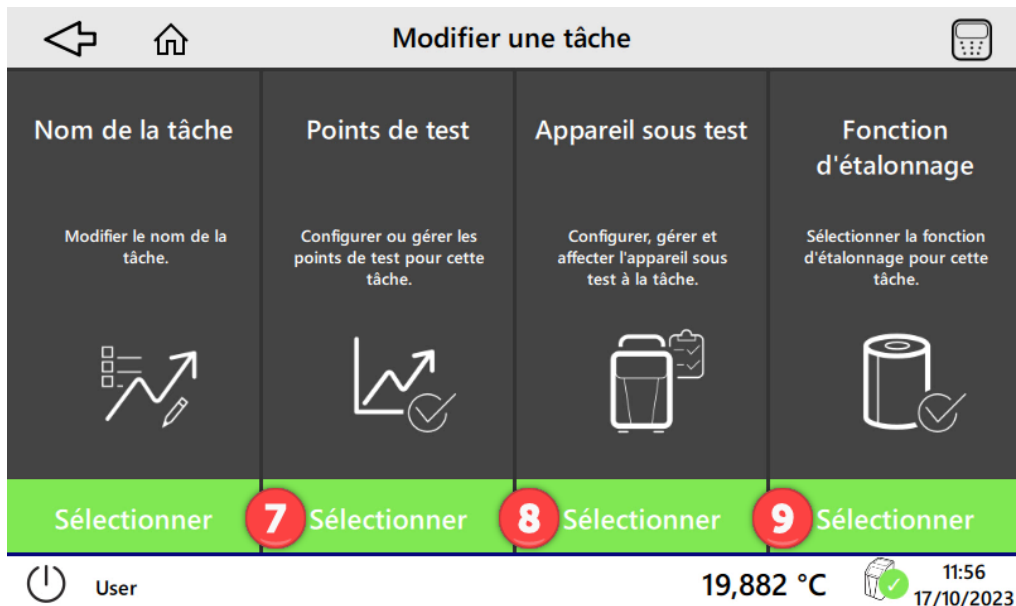 Modifier une tâche
Nom de la tâche
Modifier le nom de la
tâche.
Sélectionner
Points de test
Configurer ou gérer les
points de test pour cette
tâche.
7 Sélectionner
Appareil sous test
Configurer, gérer et
affecter l'appareil sous
test à la tâche.
8 Sélectionner
Fonction
d'étalonnage
Sélectionner la fonction
d'étalonnage pour cette
tâche.
9 Sélectionner
User
19,882 °C
11:56
17/10/2023